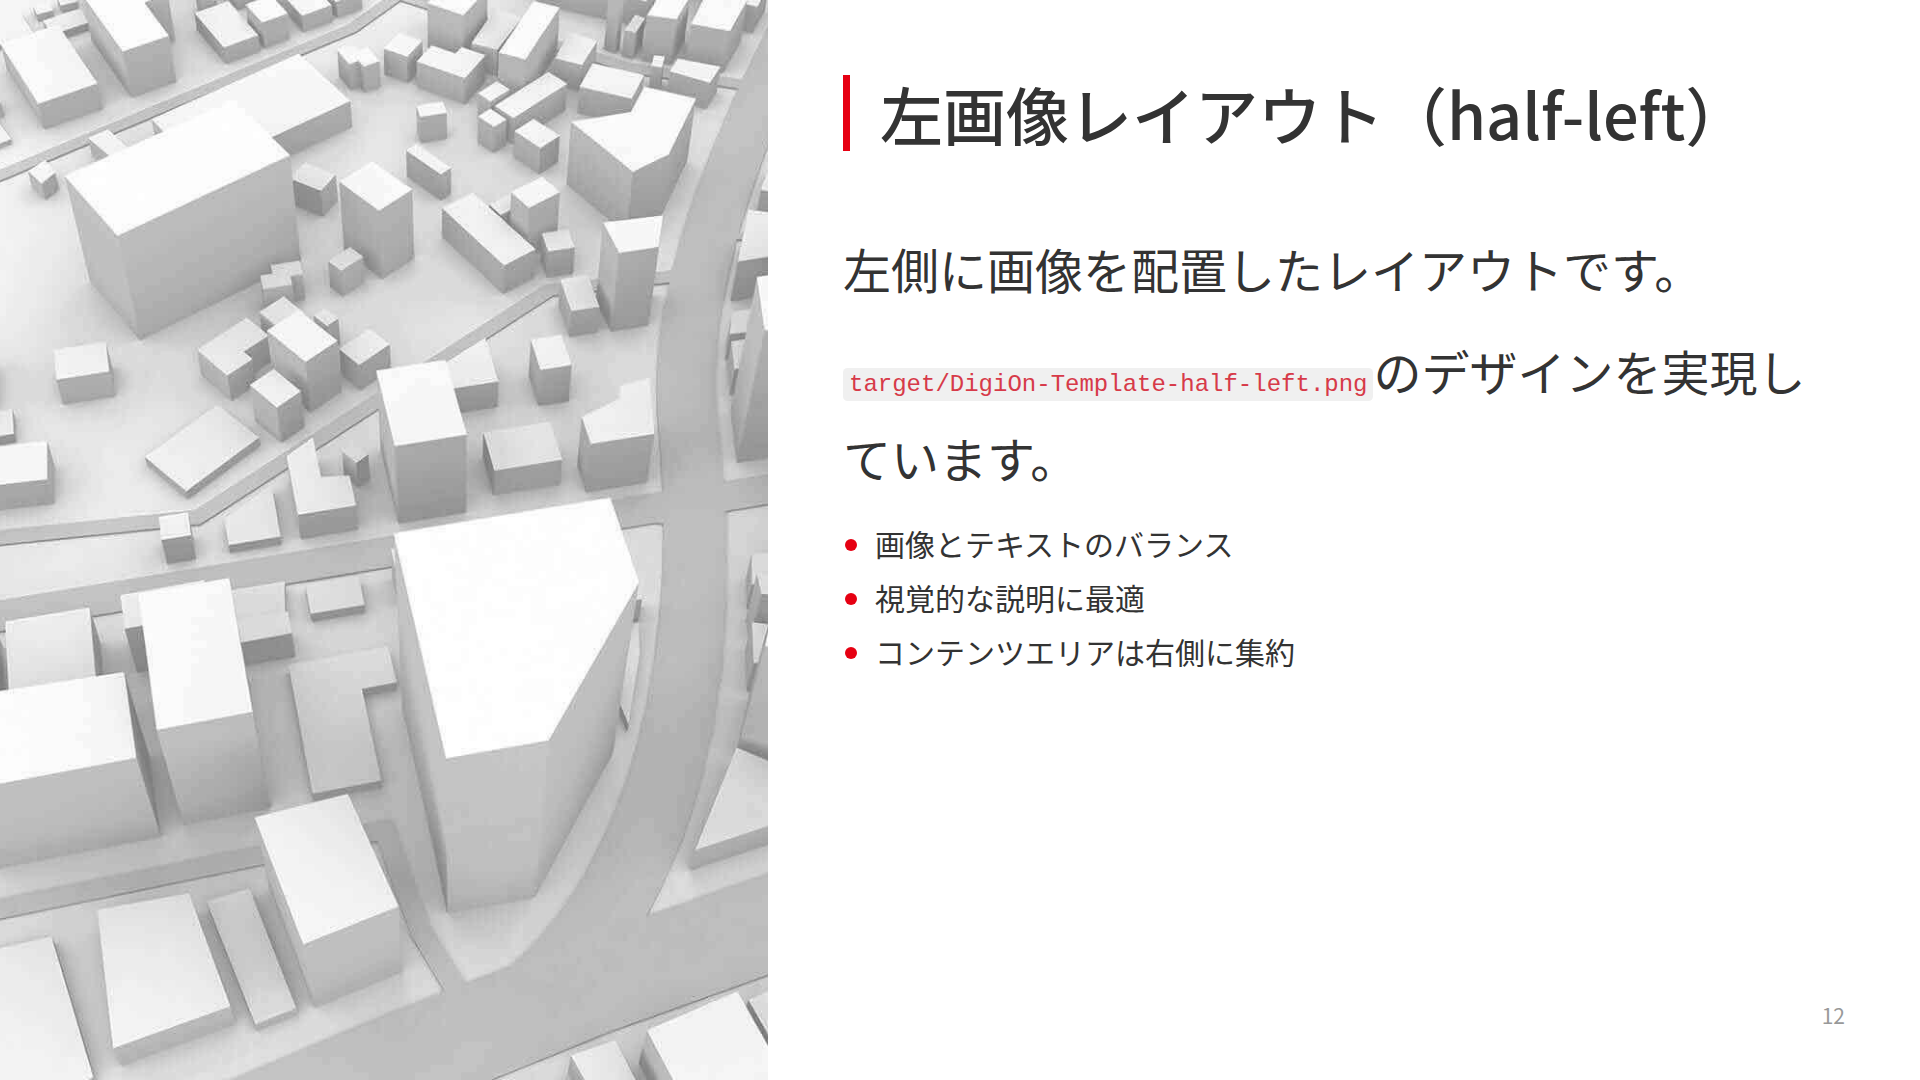 左画像レイアウト（half-left）
左側に画像を配置したレイアウトです。
target/DigiOn-Template-half-left.pngのデザインを実現し
ています。
• 画像とテキストのバランス
• 視覚的な説明に最適
• コンテンツエリアは右側に集約
12